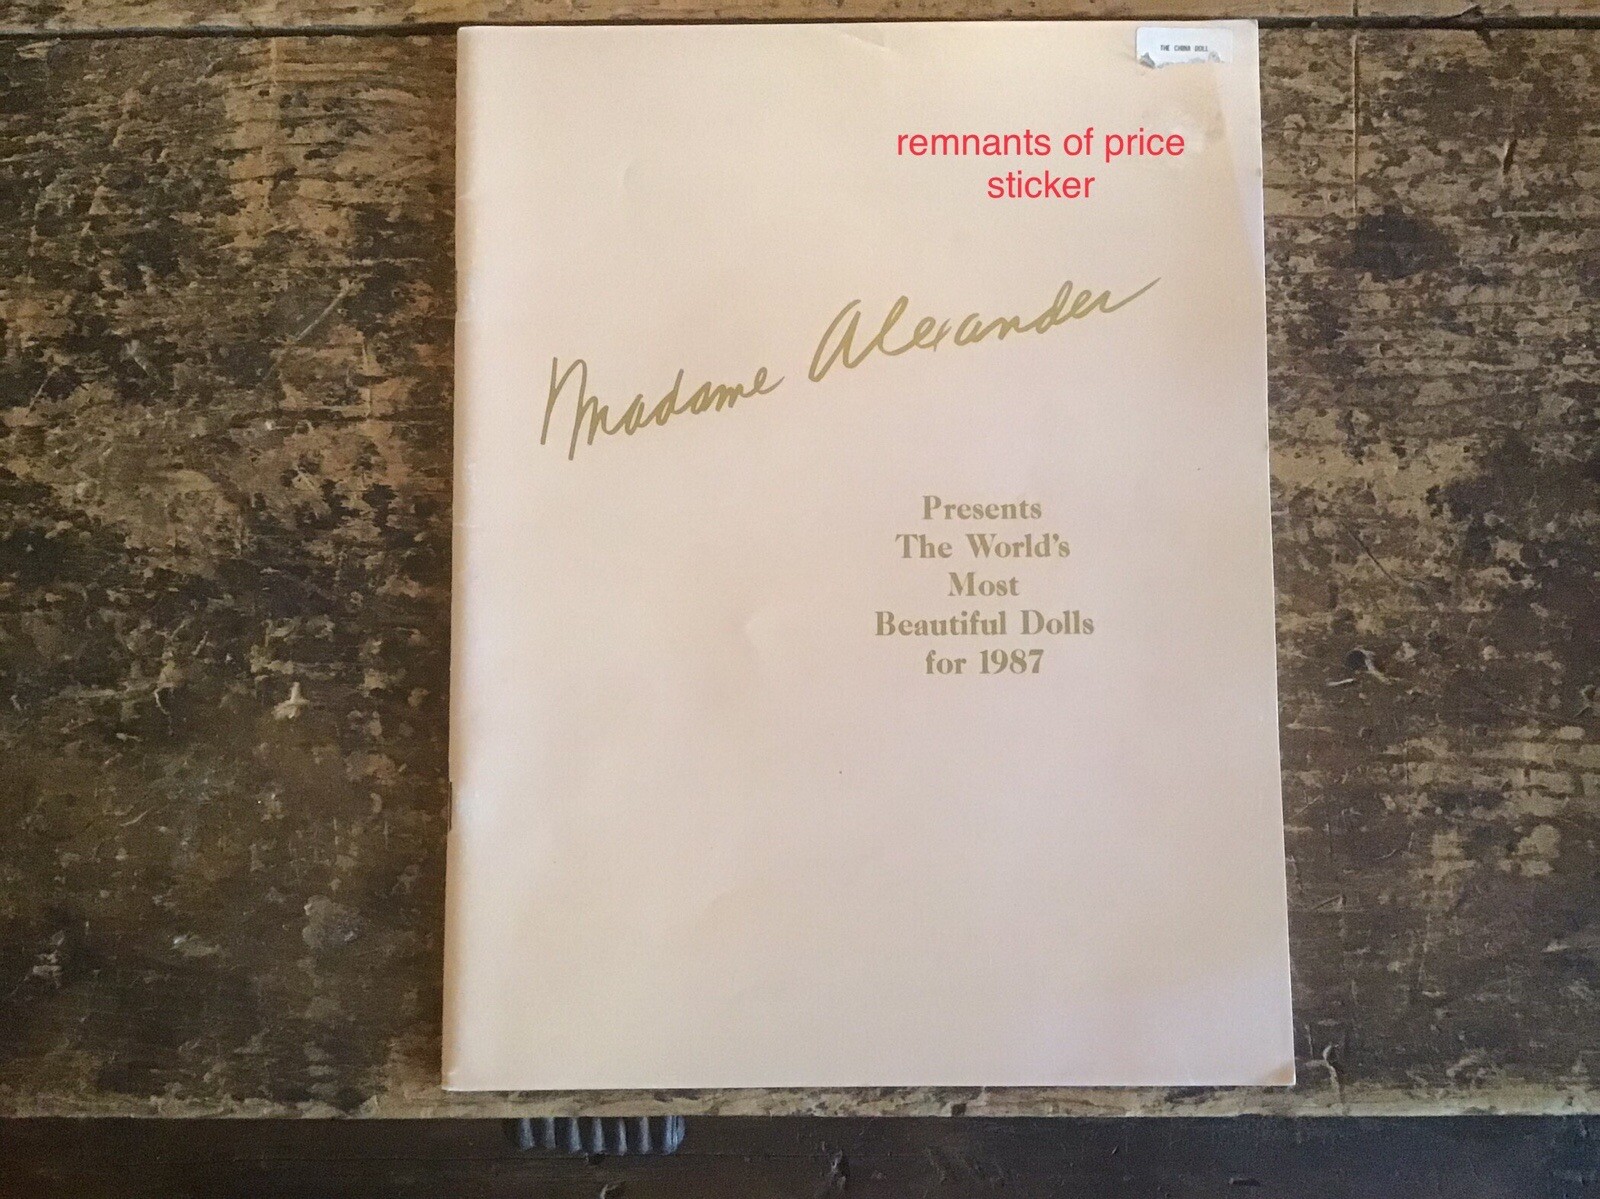 THE CHINA DOLL
remnants of price
sticker
Madame Alexander
Presents
The World's
Most
Beautiful Dolls
for 1987